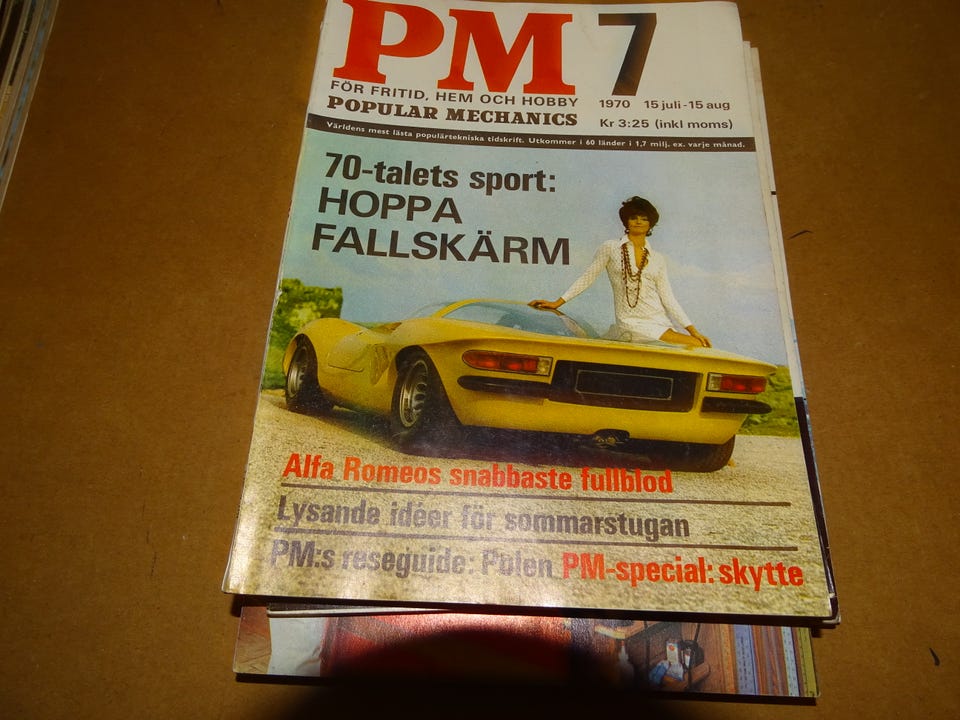 PM 7
FÖR FRITID, HEM OCH HOBBY
POPULAR MECHANICS
1970 15 juli-15 aug
Kr 3:25 (inkl moms)
Världens mest lästa populärtekniska tidskrift. Utkommer i 60 länder i 1,7 milj. ex. varje månad.
70-talets sport:
HOPPA
FALLSKÄRM
Alfa Romeos snabbaste fullblod
Lysande idéer för sommarstugan
PM:s reseguide: Polen PM-special: skytte